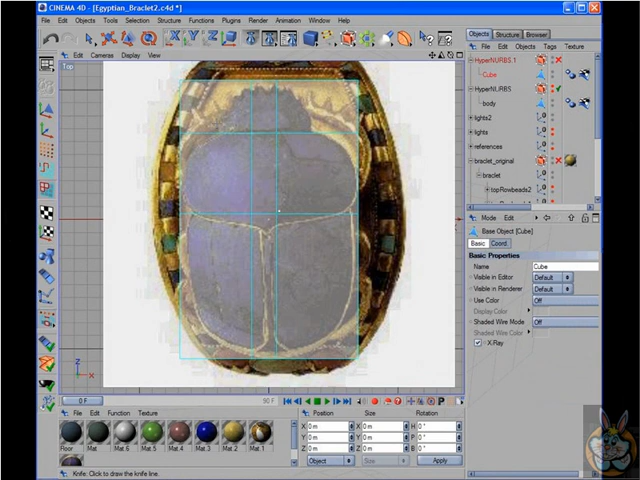 CINEMA 4D - [Egyptian_Braclet2.c4d *]
File Edit Objects Tools Selection Structure Functions Plugins Render Animation Window Help
Objects Structure Browser
Edit Cameras Display View
File Edit Objects Tags Texture
Top
HyperNURBS.1
Cube
HyperNURBS
body
lights2
lights
references
braclet_original
braclet
topRowbeads2
Mode Edit
Base Object [Cube]
Basic Coord.
Basic Properties
Name Cube
Visible in Editor Default
Visible in Renderer Default
Use Color Off
Display Color
Shaded Wire Mode Off
Shaded Wire Color
X-Ray
Z
X
0 F 90 F
File Edit Function Texture
Position Size Rotation
X 0 m X 0 m H 0 °
Y 0 m Y 0 m P 0 °
Z 0 m Z 0 m B 0 °
Object Size Apply
Floor Mat Mat.6 Mat.5 Mat.4 Mat.3 Mat.2 Mat.1
Knife: Click to draw the knife line.